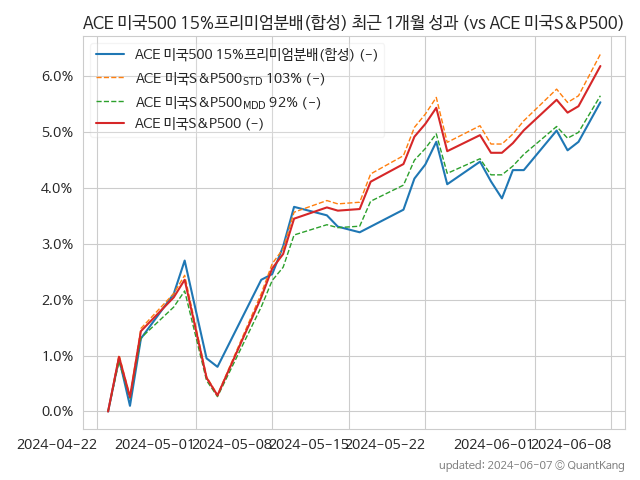 ACE 미국500 15%프리미엄분배(합성) 최근 1개월 성과 (vs ACE 미국S&P500)
ACE 미국500 15%프리미엄분배(합성) (-)
ACE 미국S&P500STD 103% (-)
ACE 미국S&P500MDD 92% (-)
ACE 미국S&P500 (-)
6.0%
5.0%
4.0%
3.0%
2.0%
1.0%
0.0%
2024-04-22 2024-05-01 2024-05-08 2024-05-15 2024-05-22 2024-06-01 2024-06-08
updated: 2024-06-07 © QuantKang